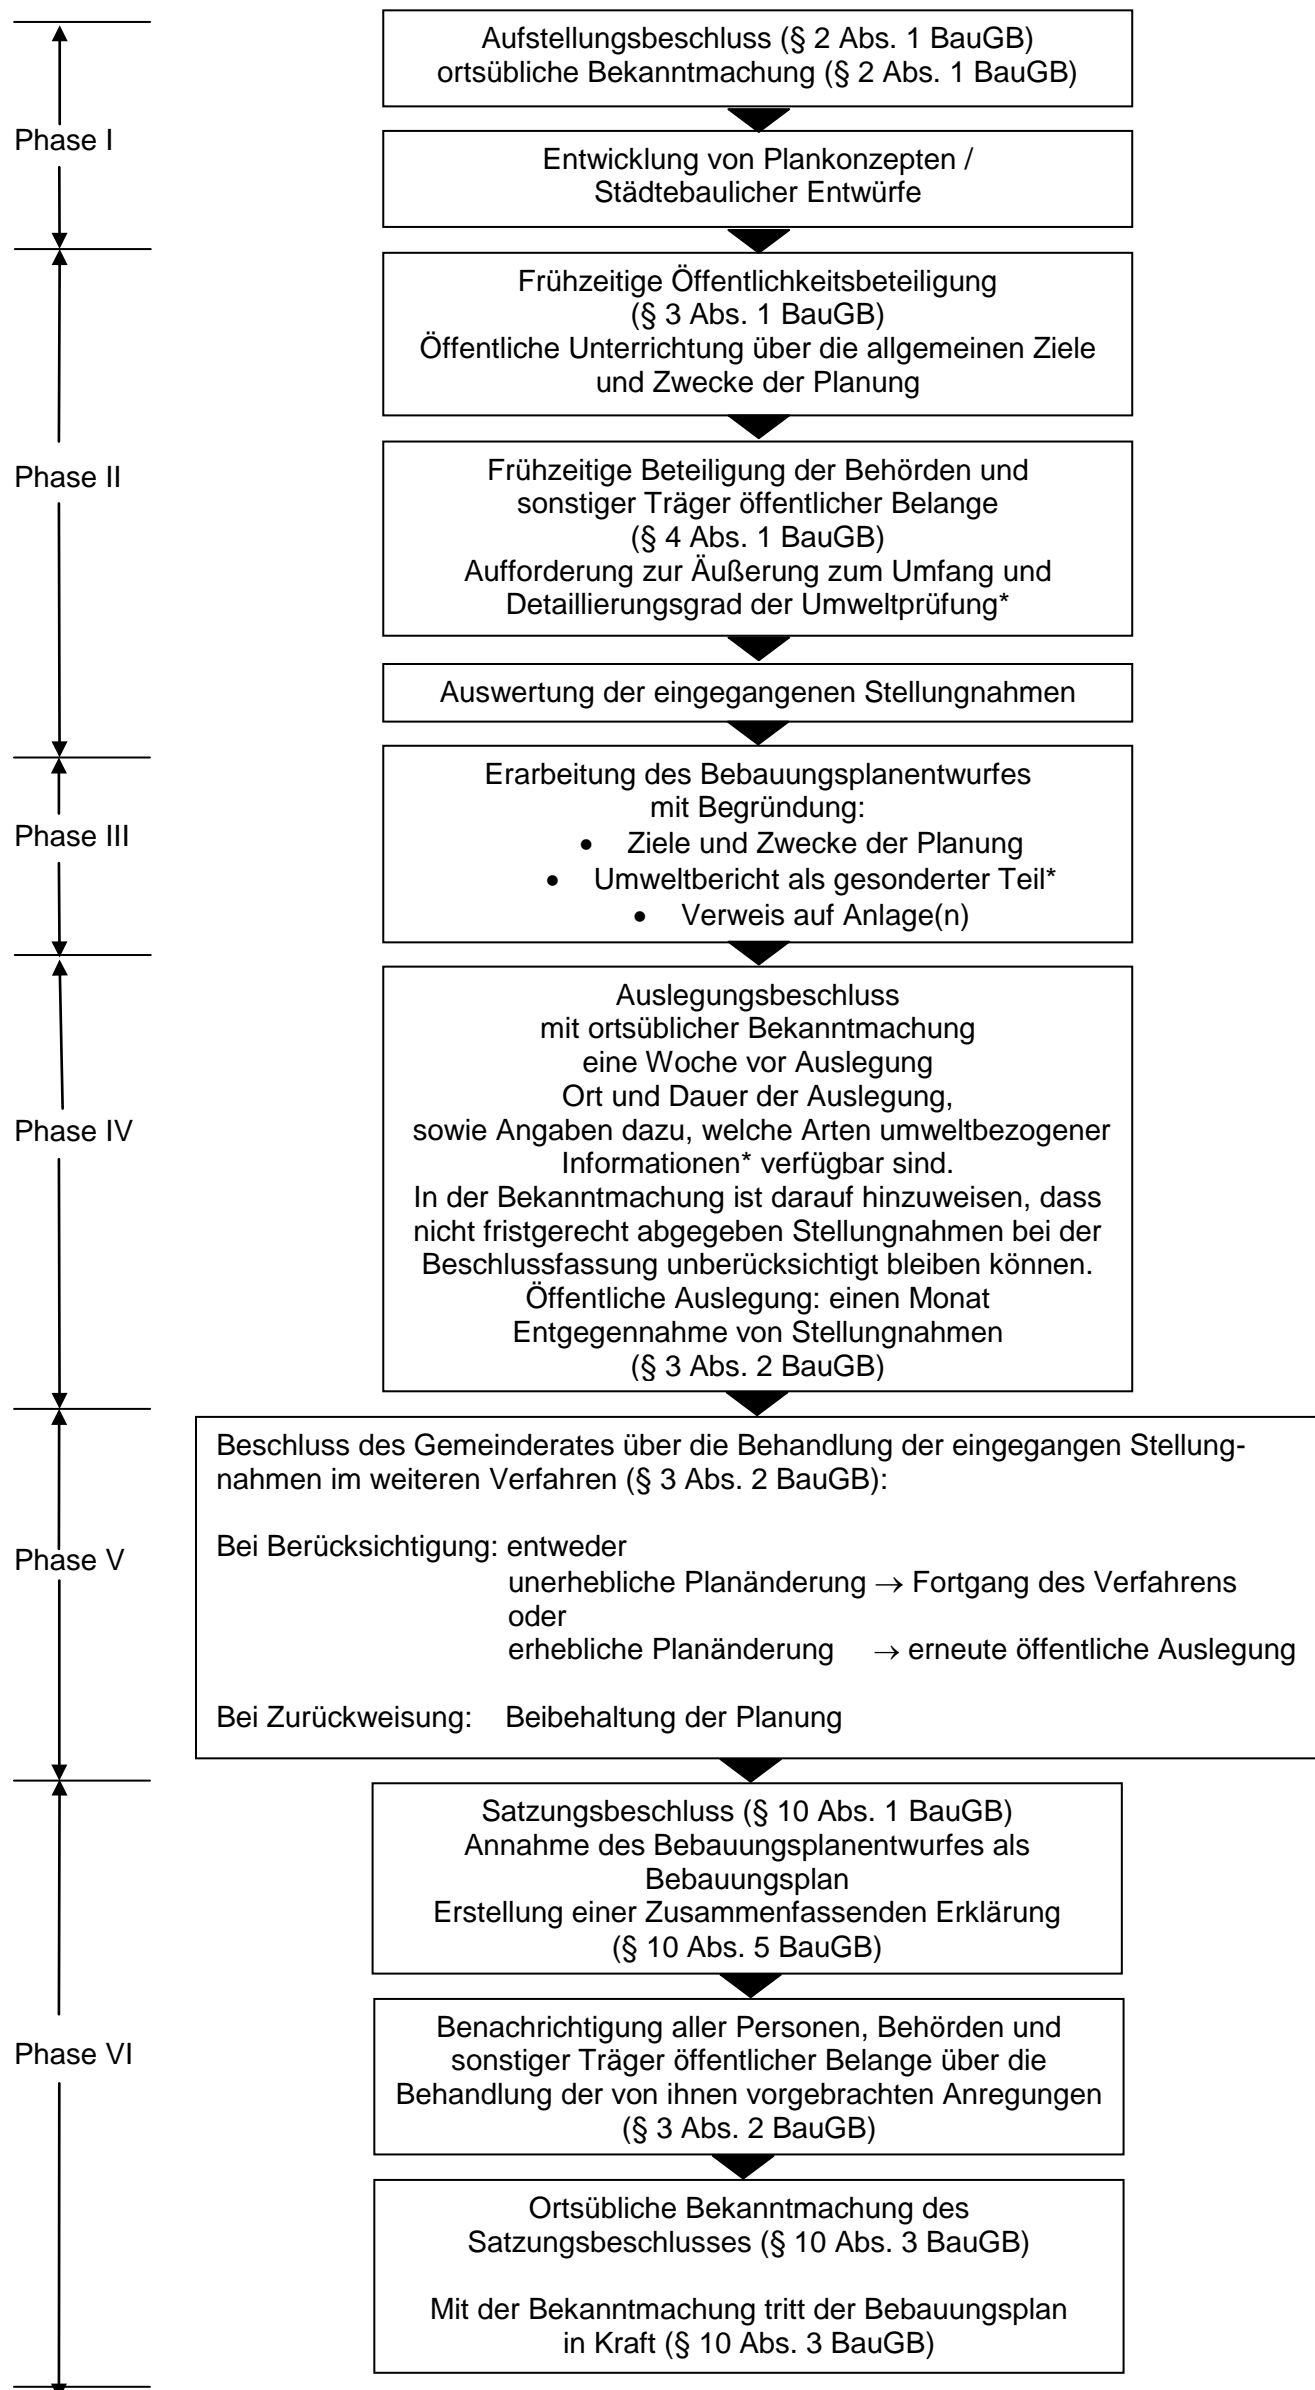 Aufstellungsbeschluss (§ 2 Abs. 1 BauGB)
ortsübliche Bekanntmachung (§ 2 Abs. 1 BauGB)
Phase I
Entwicklung von Plankonzepten /
Städtebaulicher Entwürfe
Frühzeitige Öffentlichkeitsbeteiligung
(§ 3 Abs. 1 BauGB)
Öffentliche Unterrichtung über die allgemeinen Ziele
und Zwecke der Planung
Phase II
Frühzeitige Beteiligung der Behörden und
sonstiger Träger öffentlicher Belange
(§ 4 Abs. 1 BauGB)
Aufforderung zur Äußerung zum Umfang und
Detaillierungsgrad der Umweltprüfung*
Auswertung der eingegangenen Stellungnahmen
Phase III
Erarbeitung des Bebauungsplanentwurfes
mit Begründung:
• Ziele und Zwecke der Planung
• Umweltbericht als gesonderter Teil*
• Verweis auf Anlage(n)
Phase IV
Auslegungsbeschluss
mit ortsüblicher Bekanntmachung
eine Woche vor Auslegung
Ort und Dauer der Auslegung,
sowie Angaben dazu, welche Arten umweltbezogener
Informationen* verfügbar sind.
In der Bekanntmachung ist darauf hinzuweisen, dass
nicht fristgerecht abgegeben Stellungnahmen bei der
Beschlussfassung unberücksichtigt bleiben können.
Öffentliche Auslegung: einen Monat
Entgegennahme von Stellungnahmen
(§ 3 Abs. 2 BauGB)
Phase V
Beschluss des Gemeinderates über die Behandlung der eingegangen Stellung-
nahmen im weiteren Verfahren (§ 3 Abs. 2 BauGB):
Bei Berücksichtigung: entweder
unerhebliche Planänderung → Fortgang des Verfahrens
oder
erhebliche Planänderung → erneute öffentliche Auslegung
Bei Zurückweisung: Beibehaltung der Planung
Phase VI
Satzungsbeschluss (§ 10 Abs. 1 BauGB)
Annahme des Bebauungsplanentwurfes als
Bebauungsplan
Erstellung einer Zusammenfassenden Erklärung
(§ 10 Abs. 5 BauGB)
Benachrichtigung aller Personen, Behörden und
sonstiger Träger öffentlicher Belange über die
Behandlung der von ihnen vorgebrachten Anregungen
(§ 3 Abs. 2 BauGB)
Ortsübliche Bekanntmachung des
Satzungsbeschlusses (§ 10 Abs. 3 BauGB)
Mit der Bekanntmachung tritt der Bebauungsplan
in Kraft (§ 10 Abs. 3 BauGB)